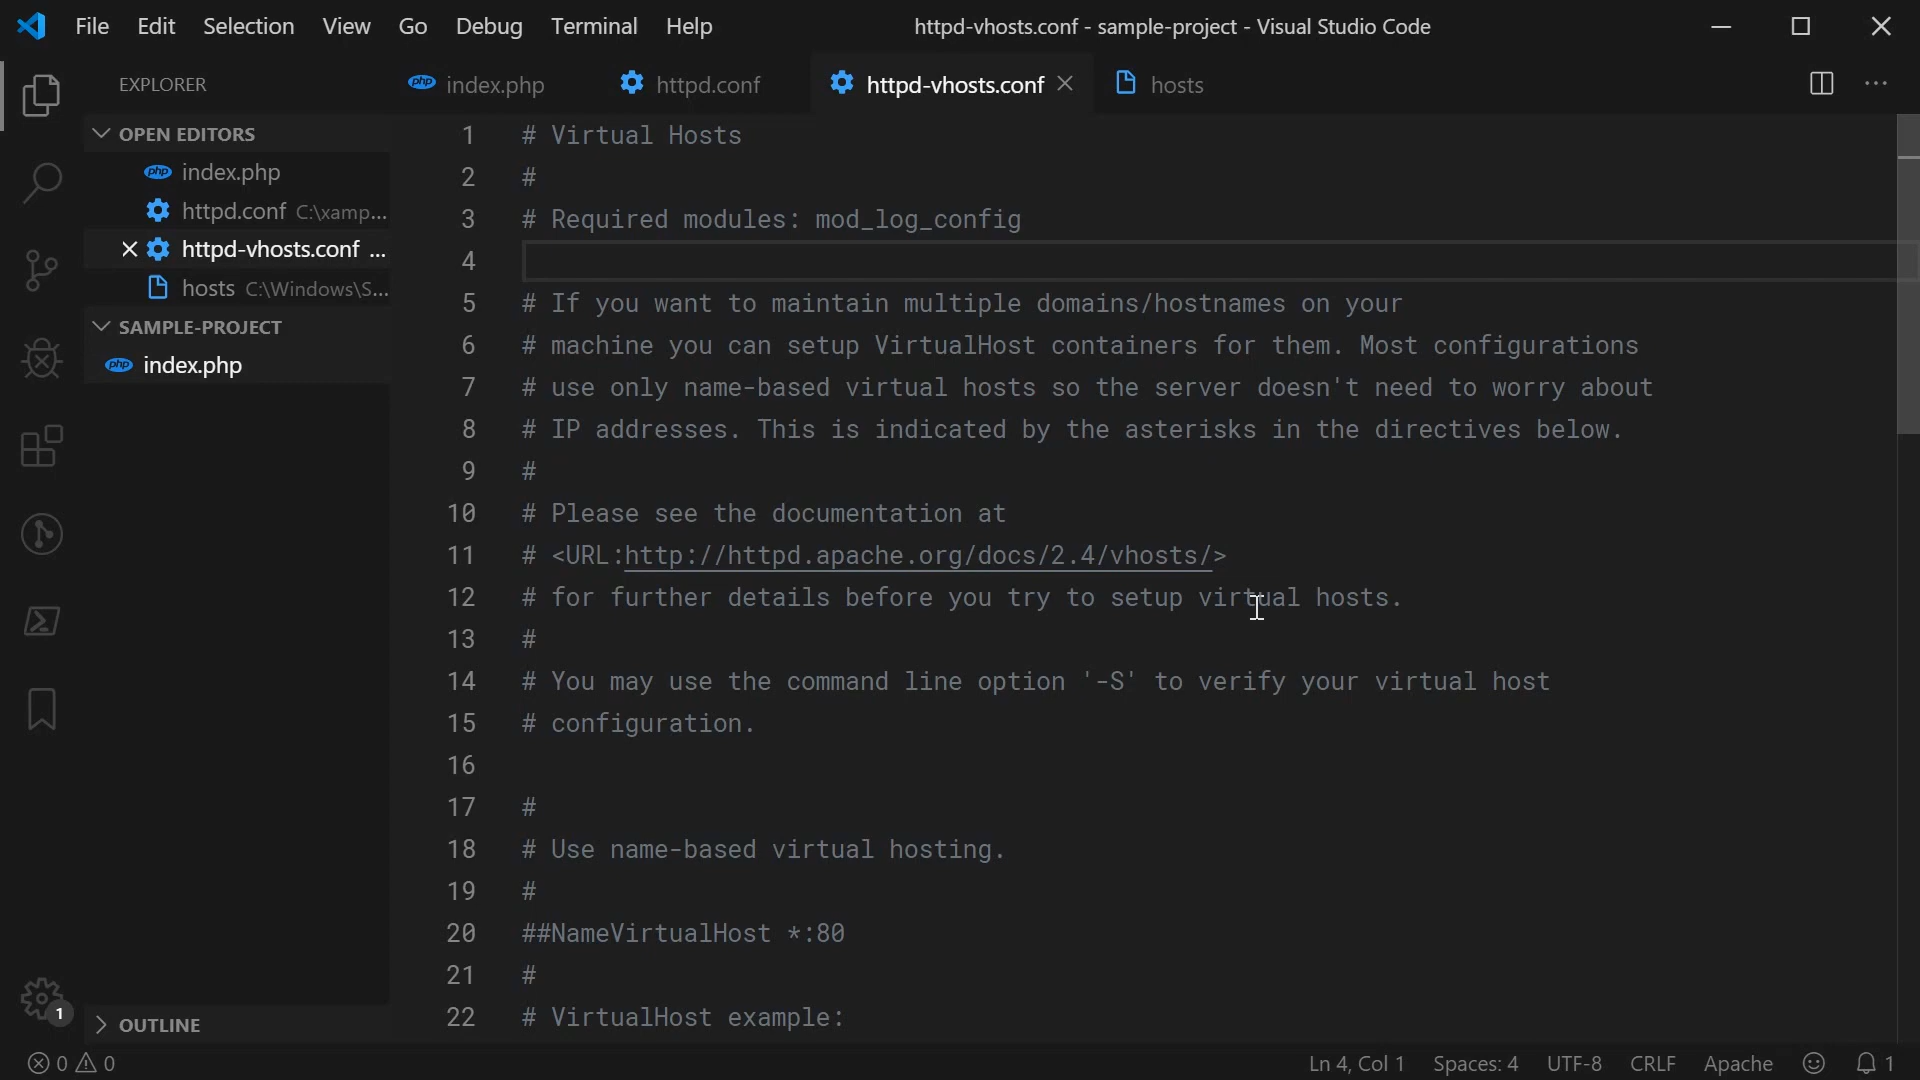 File Edit Selection View Go Debug Terminal Help httpd-vhosts.conf - sample-project - Visual Studio Code
EXPLORER
OPEN EDITORS
php index.php
httpd.conf C:\xamp...
httpd-vhosts.conf ...
hosts C:\Windows\S...
SAMPLE-PROJECT
php index.php
OUTLINE
php index.php httpd.conf httpd-vhosts.conf hosts
1 # Virtual Hosts
2 #
3 # Required modules: mod_log_config
4
5 # If you want to maintain multiple domains/hostnames on your
6 # machine you can setup VirtualHost containers for them. Most configurations
7 # use only name-based virtual hosts so the server doesn't need to worry about
8 # IP addresses. This is indicated by the asterisks in the directives below.
9 #
10 # Please see the documentation at
11 # <URL:http://httpd.apache.org/docs/2.4/vhosts/>
12 # for further details before you try to setup virtual hosts.
13 #
14 # You may use the command line option '-S' to verify your virtual host
15 # configuration.
16
17 #
18 # Use name-based virtual hosting.
19 #
20 ##NameVirtualHost *:80
21 #
22 # VirtualHost example:
1
0 0 Ln 4, Col 1 Spaces: 4 UTF-8 CRLF Apache 1